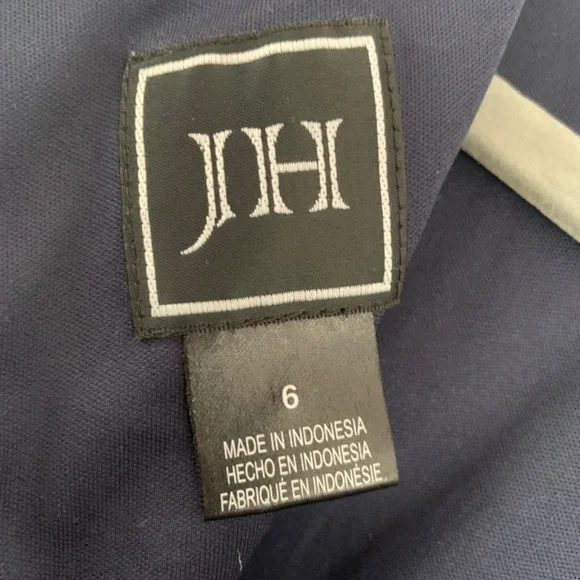 JH
6
MADE IN INDONESIA
HECHO EN INDONESIA
FABRIQUÉ EN INDONÉSIE